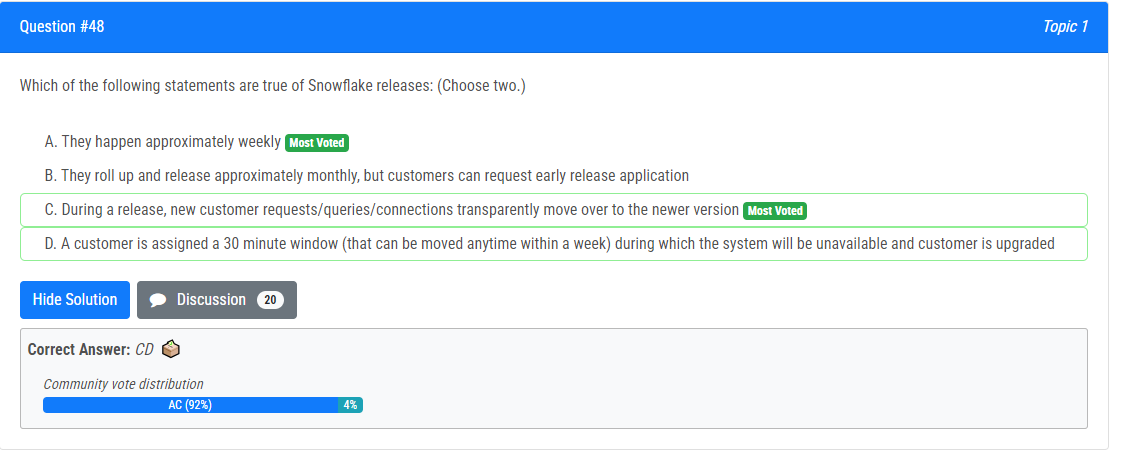 Question #48
Topic 1
Which of the following statements are true of Snowflake releases: (Choose two.)
A. They happen approximately weekly Most Voted
B. They roll up and release approximately monthly, but customers can request early release application
C. During a release, new customer requests/queries/connections transparently move over to the newer version Most Voted
D. A customer is assigned a 30 minute window (that can be moved anytime within a week) during which the system will be unavailable and customer is upgraded
Hide Solution
Discussion 20
Correct Answer: CD
Community vote distribution
AC (92%)
4%